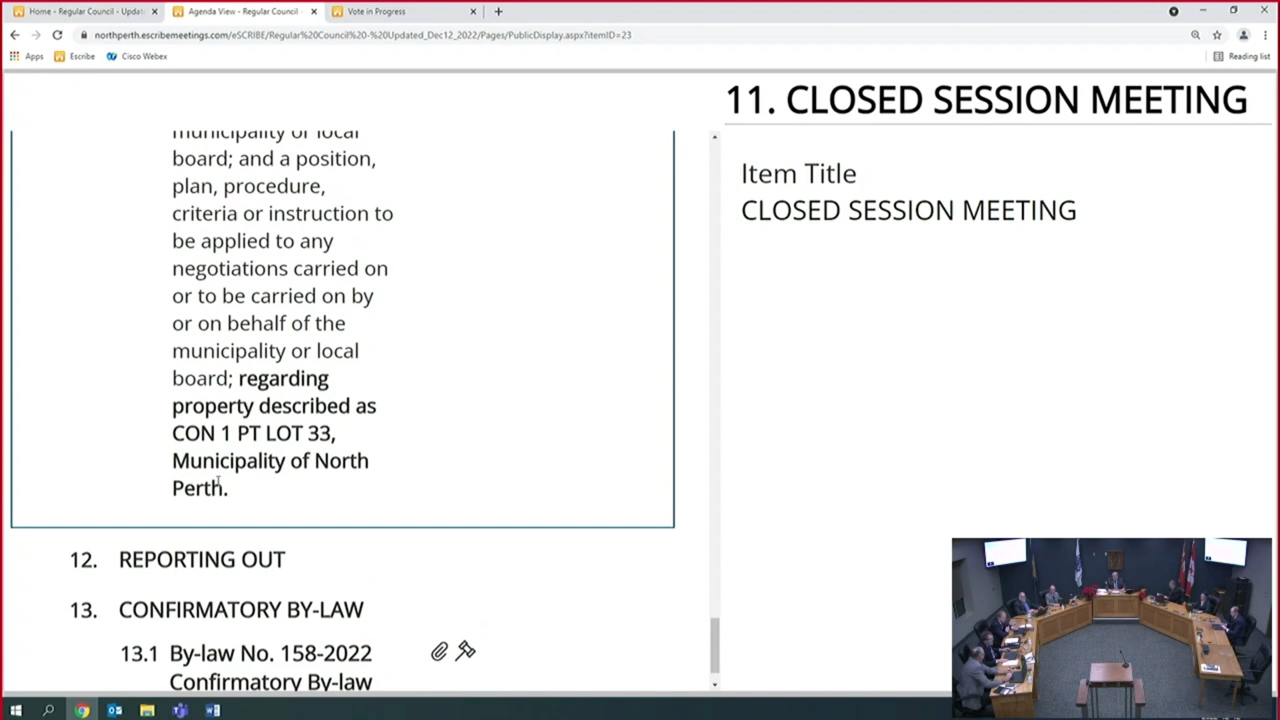 Home - Regular Council - Updat
Agenda View - Regular Council -
Vote in Progress
northperth.escribemeetings.com/eSCRIBE/Regular%20Council%20-%20Updated_Dec12_2022/Pages/PublicDisplay.aspx?itemID=23
Apps
Escribe
Cisco Webex
Reading list
municipality or local
board; and a position,
plan, procedure,
criteria or instruction to
be applied to any
negotiations carried on
or to be carried on by
or on behalf of the
municipality or local
board; regarding
property described as
CON 1 PT LOT 33,
Municipality of North
Perth.
12. REPORTING OUT
13. CONFIRMATORY BY-LAW
13.1 By-law No. 158-2022
Confirmatory By-law
11. CLOSED SESSION MEETING
Item Title
CLOSED SESSION MEETING